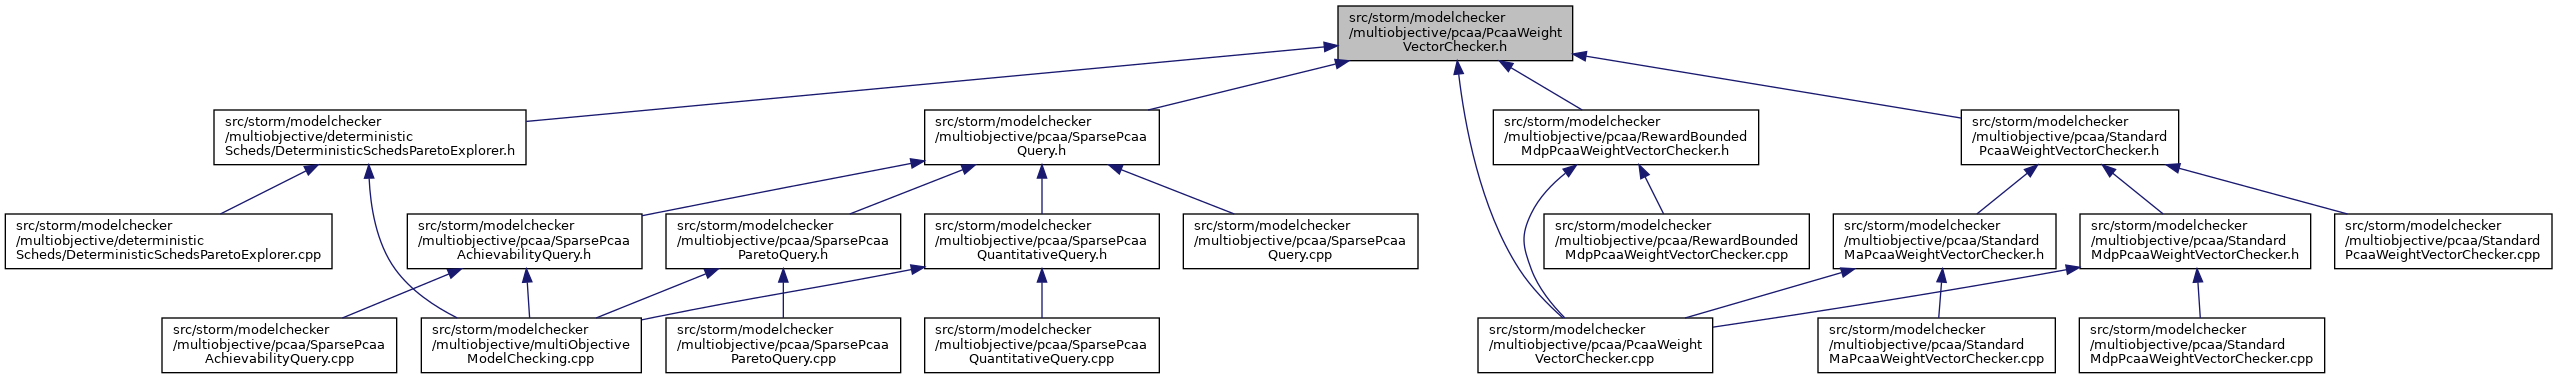 src/storm/modelchecker
/multiobjective/pcaa/PcaaWeight
VectorChecker.h
src/storm/modelchecker
/multiobjective/deterministic
Scheds/DeterministicSchedsParetoExplorer.h
src/storm/modelchecker
/multiobjective/pcaa/SparsePcaa
Query.h
src/storm/modelchecker
/multiobjective/pcaa/RewardBounded
MdpPcaaWeightVectorChecker.h
src/storm/modelchecker
/multiobjective/pcaa/Standard
PcaaWeightVectorChecker.h
src/storm/modelchecker
/multiobjective/deterministic
Scheds/DeterministicSchedsParetoExplorer.cpp
src/storm/modelchecker
/multiobjective/pcaa/SparsePcaa
AchievabilityQuery.h
src/storm/modelchecker
/multiobjective/pcaa/SparsePcaa
ParetoQuery.h
src/storm/modelchecker
/multiobjective/pcaa/SparsePcaa
QuantitativeQuery.h
src/storm/modelchecker
/multiobjective/pcaa/SparsePcaa
Query.cpp
src/storm/modelchecker
/multiobjective/pcaa/RewardBounded
MdpPcaaWeightVectorChecker.cpp
src/storm/modelchecker
/multiobjective/pcaa/Standard
MaPcaaWeightVectorChecker.h
src/storm/modelchecker
/multiobjective/pcaa/Standard
MdpPcaaWeightVectorChecker.h
src/storm/modelchecker
/multiobjective/pcaa/Standard
PcaaWeightVectorChecker.cpp
src/storm/modelchecker
/multiobjective/pcaa/SparsePcaa
AchievabilityQuery.cpp
src/storm/modelchecker
/multiobjective/multiObjective
ModelChecking.cpp
src/storm/modelchecker
/multiobjective/pcaa/SparsePcaa
ParetoQuery.cpp
src/storm/modelchecker
/multiobjective/pcaa/SparsePcaa
QuantitativeQuery.cpp
src/storm/modelchecker
/multiobjective/pcaa/PcaaWeight
VectorChecker.cpp
src/storm/modelchecker
/multiobjective/pcaa/Standard
MaPcaaWeightVectorChecker.cpp
src/storm/modelchecker
/multiobjective/pcaa/Standard
MdpPcaaWeightVectorChecker.cpp